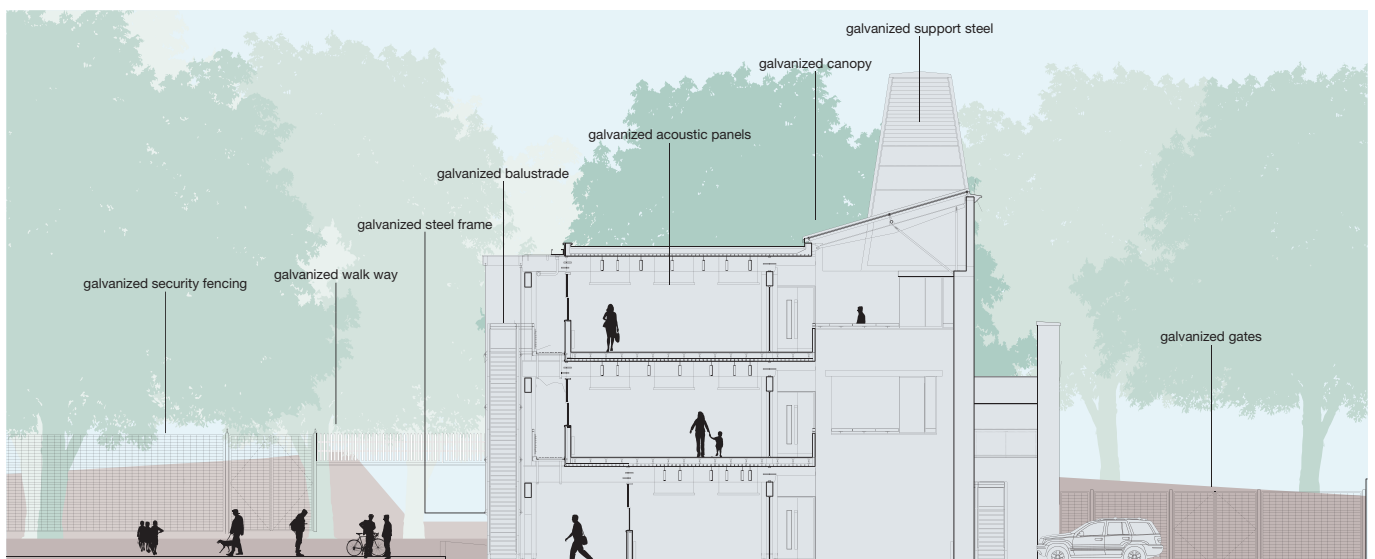 galvanized support steel
galvanized canopy
galvanized acoustic panels
galvanized balustrade
galvanized steel frame
galvanized walk way
galvanized security fencing
galvanized gates